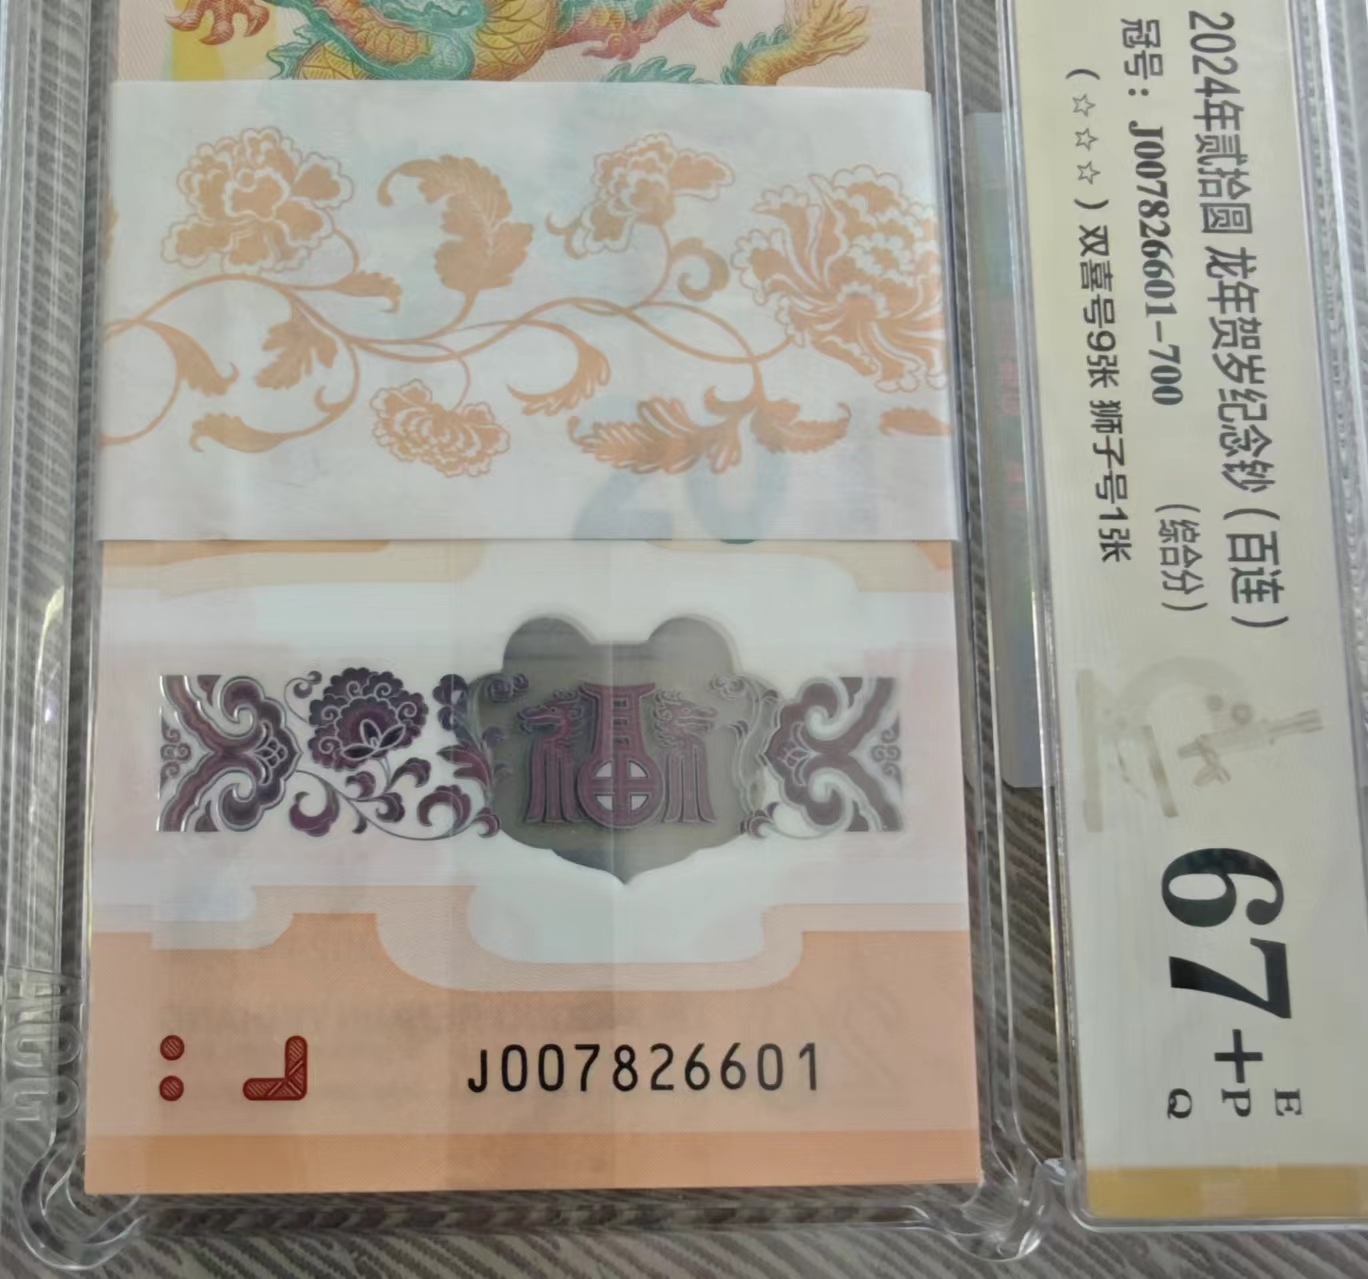 2024年贰拾圆 龙年贺岁纪念钞（百连）
冠号：J007826601-700 （综合分）
（☆☆☆）双喜号9张 狮子号1张
67+
E
P
Q
福
J007826601